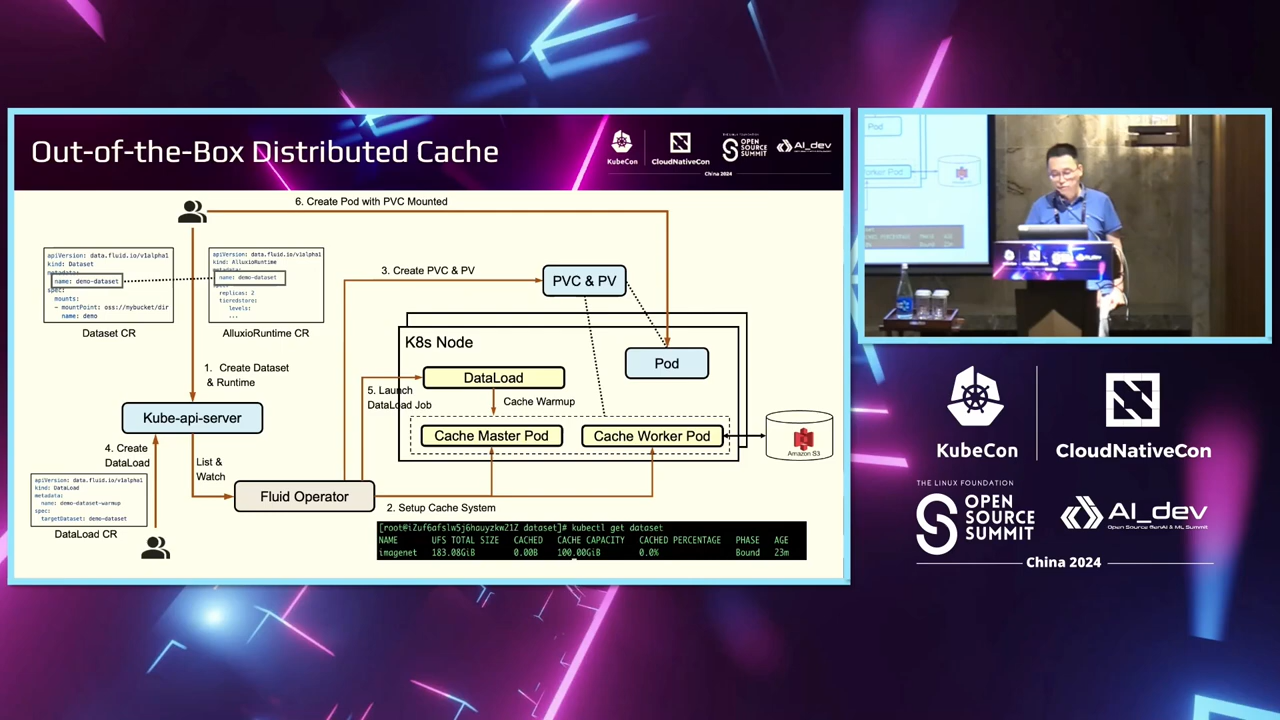 Out-of-the-Box Distributed Cache
KubeCon
CloudNativeCon
THE LINUX FOUNDATION
OPEN
SOURCE
SUMMIT
AI_dev
China 2024
6. Create Pod with PVC Mounted
apiVersion: data.fluid.io/v1alpha1
kind: Dataset
metadata:
name: demo-dataset
spec:
mounts:
- mountPoint: oss://mybucket/dir
name: demo
Dataset CR
apiVersion: data.fluid.io/v1alpha1
kind: AlluxioRuntime
name: demo-dataset
replicas: 2
tieredstore:
levels:
...
AlluxioRuntime CR
3. Create PVC & PV
PVC & PV
K8s Node
Pod
1. Create Dataset
& Runtime
DataLoad
5. Launch
DataLoad Job
Cache Warmup
Kube-api-server
Cache Master Pod
Cache Worker Pod
Amazon S3
4. Create
DataLoad
List &
Watch
apiVersion: data.fluid.io/v1alpha1
kind: DataLoad
metadata:
name: demo-dataset-warmup
spec:
targetDataset: demo-dataset
DataLoad CR
Fluid Operator
2. Setup Cache System
[root@iZuf6afslw5j6hauyzkw21Z dataset]# kubectl get dataset
NAME UFS TOTAL SIZE CACHED CACHE CAPACITY CACHED PERCENTAGE PHASE AGE
imagenet 183.08GiB 0.00B 100.00GiB 0.0% Bound 23m
Pod
KubeCon
CloudNativeCon
THE LINUX FOUNDATION
OPEN
SOURCE
SUMMIT
AI_dev
Open Source GenAI & ML Summit
China 2024